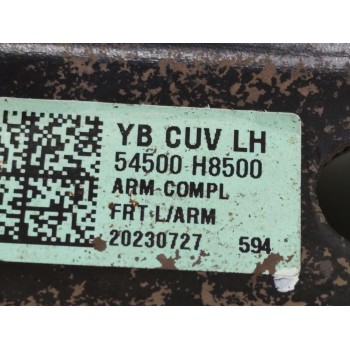 YB CUV LH
54500-H8500
ARM COMPL
FRT L/ARM
20230727 594